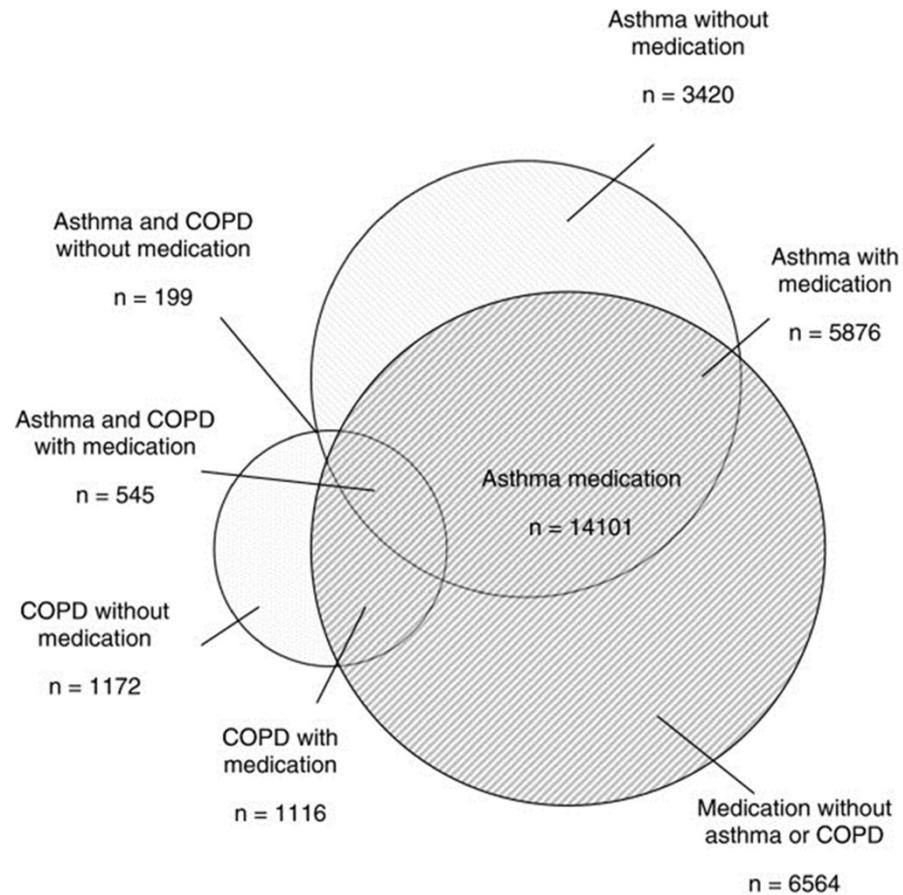 Asthma without
medication
n = 3420
Asthma and COPD
without medication
n = 199
Asthma with
medication
n = 5876
Asthma and COPD
with medication
n = 545
Asthma medication
n = 14101
COPD without
medication
n = 1172
COPD with
medication
n = 1116
Medication without
asthma or COPD
n = 6564